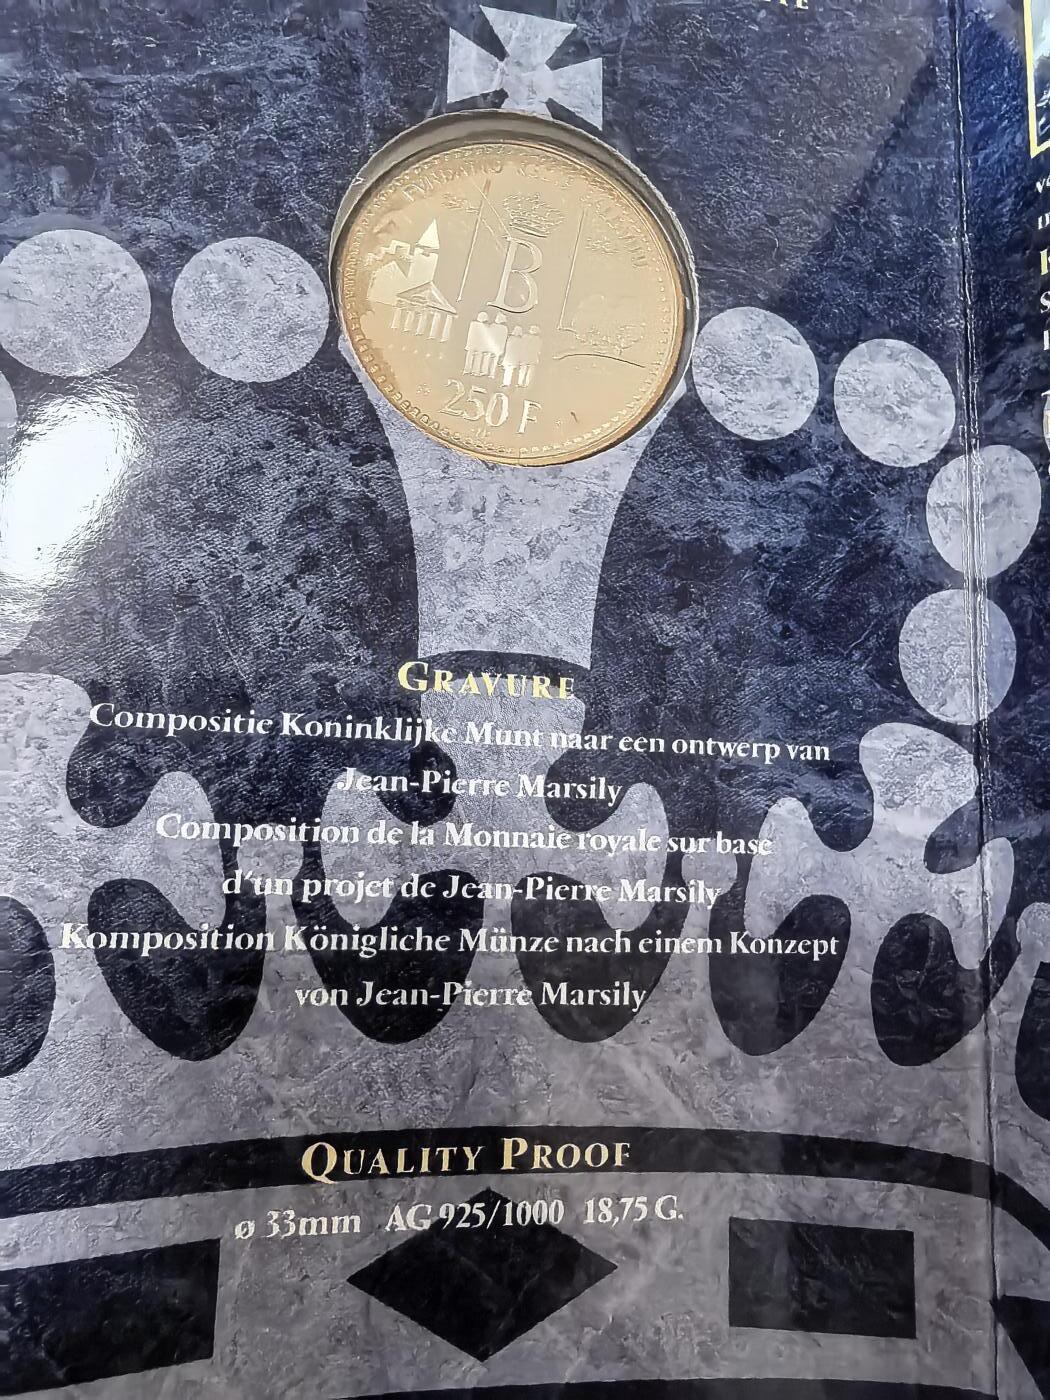 250 F
B
GRAVURE
Compositie Koninklijke Munt naar een ontwerp van
Jean-Pierre Marsily
Composition de la Monnaie royale sur base
d'un projet de Jean-Pierre Marsily
Komposition Königliche Münze nach einem Konzept
von Jean-Pierre Marsily
QUALITY PROOF
ø 33mm AG 925/1000 18,75 G.